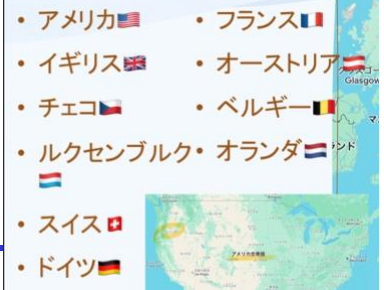 • アメリカ🇺🇸
• イギリス🇬🇧
• チェコ🇨🇿
• ルクセンブルク🇱🇺
• スイス🇨🇭
• ドイツ🇩🇪
• フランス🇫🇷
• オーストリア🇦🇹
• ベルギー🇧🇪
• オランダ🇳🇱
Glasgow
アメリカ合衆国